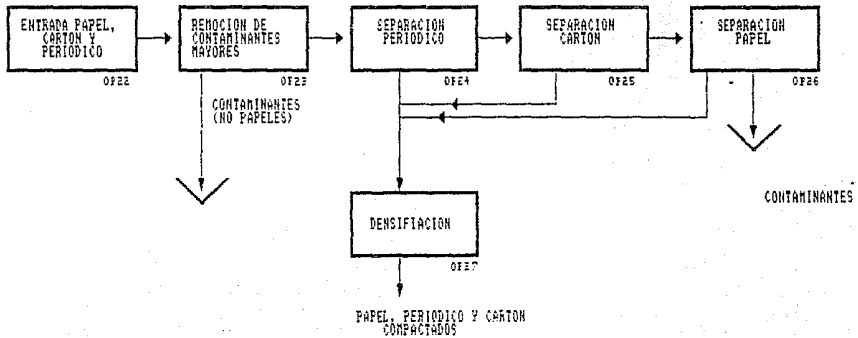 ENTRADA PAPEL,
CARTON Y
PERIODICO
OP22
REMOCION DE
CONTAMINANTES
MAYORES
OP23
SEPARACION
PERIODICO
OP24
SEPARACION
CARTON
OP25
SEPARACION
PAPEL
OP26
CONTAMINANTES
(NO PAPELES)
CONTAMINANTES
DENSIFIACION
OP27
PAPEL, PERIODICO Y CARTON
COMPACTADOS